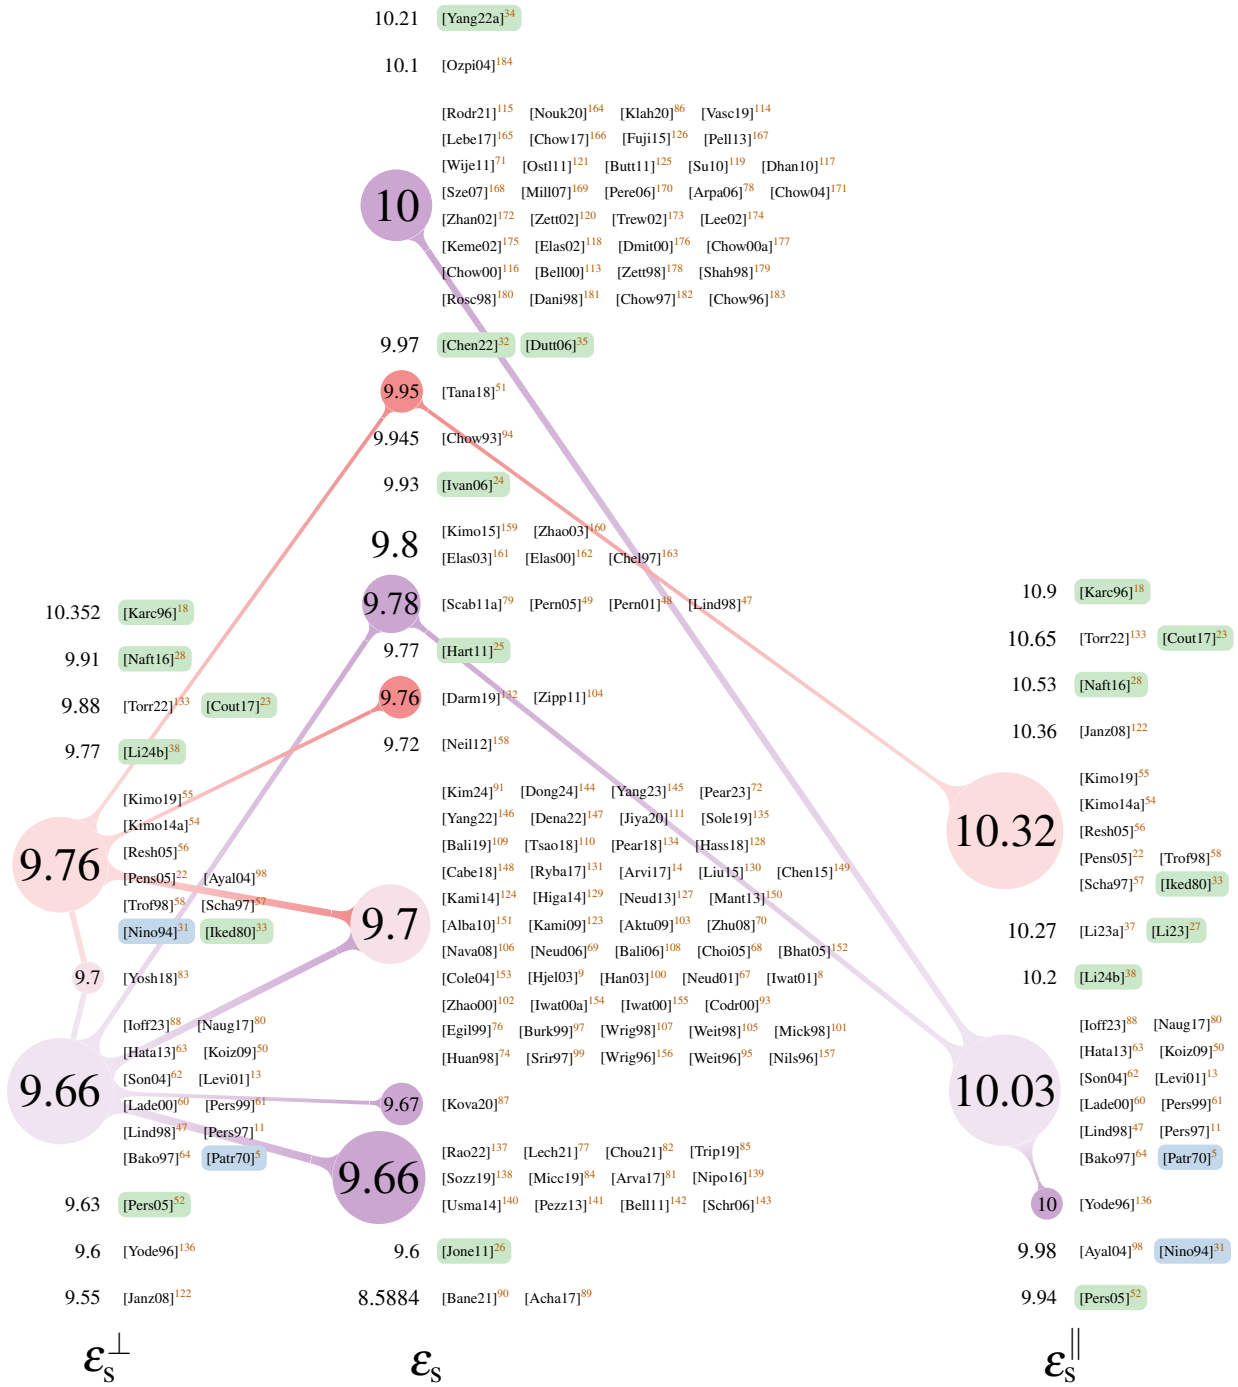 10.21 [Yang22a]34
10.1 [Ozpi04]184
10
[Rodr21]115 [Nouk20]164 [Klah20]86 [Vasc19]114
[Lebe17]165 [Chow17]166 [Fuji15]126 [Pell13]167
[Wije11]71 [Ostl11]121 [Butt11]125 [Su10]119 [Dhan10]117
[Sze07]168 [Mill07]169 [Pere06]170 [Arpa06]78 [Chow04]171
[Zhan02]172 [Zett02]120 [Trew02]173 [Lee02]174
[Keme02]175 [Elas02]118 [Dmit00]176 [Chow00a]177
[Chow00]116 [Bell00]113 [Zett98]178 [Shah98]179
[Rosc98]180 [Dani98]181 [Chow97]182 [Chow96]183
9.97 [Chen22]32 [Dutt06]35
9.95 [Tana18]51
9.945 [Chow93]94
9.93 [Ivan06]24
9.8
[Kimo15]159 [Zhao03]160
[Elas03]161 [Elas00]162 [Chel97]163
9.78 [Scab11a]79 [Pern05]49 [Pern01]48 [Lind98]47
9.77 [Hart11]25
9.76 [Darm19]132 [Zipp11]104
9.72 [Neil12]158
9.7
[Kim24]91 [Dong24]144 [Yang23]145 [Pear23]72
[Yang22]146 [Dena22]147 [Jiya20]111 [Sole19]135
[Bali19]109 [Tsao18]110 [Pear18]134 [Hass18]128
[Cabe18]148 [Ryba17]131 [Arvi17]14 [Liu15]130 [Chen15]149
[Kami14]124 [Higa14]129 [Neud13]127 [Mant13]150
[Alba10]151 [Kami09]123 [Aktu09]103 [Zhu08]70
[Nava08]106 [Neud06]69 [Bali06]108 [Choi05]68 [Bhat05]152
[Cole04]153 [Hjel03]9 [Han03]100 [Neud01]67 [Iwat01]8
[Zhao00]102 [Iwat00a]154 [Iwat00]155 [Codr00]93
[Egil99]76 [Burk99]97 [Wrig98]107 [Weit98]105 [Mick98]101
[Huan98]74 [Srir97]99 [Wrig96]156 [Weit96]95 [Nils96]157
9.67 [Kova20]87
9.66
[Rao22]137 [Lech21]77 [Chou21]82 [Trip19]85
[Sozz19]138 [Micc19]84 [Arva17]81 [Nipo16]139
[Usma14]140 [Pezz13]141 [Bell11]142 [Schr06]143
9.6 [Jone11]26
8.5884 [Bane21]90 [Acha17]89
εs
10.352 [Karc96]18
9.91 [Naft16]28
9.88 [Torr22]133 [Cout17]23
9.77 [Li24b]38
9.76
[Kimo19]55
[Kimo14a]54
[Resh05]56
[Pens05]22 [Ayal04]98
[Trof98]58 [Scha97]57
[Nino94]31 [Iked80]33
9.7 [Yosh18]83
9.66
[Ioff23]88 [Naug17]80
[Hata13]63 [Koiz09]50
[Son04]62 [Levi01]13
[Lade00]60 [Pers99]61
[Lind98]47 [Pers97]11
[Bako97]64 [Patr70]5
9.63 [Pers05]52
9.6 [Yode96]136
9.55 [Janz08]122
εs⊥
10.9 [Karc96]18
10.65 [Torr22]133 [Cout17]23
10.53 [Naft16]28
10.36 [Janz08]122
10.32
[Kimo19]55
[Kimo14a]54
[Resh05]56
[Pens05]22 [Trof98]58
[Scha97]57 [Iked80]33
10.27 [Li23a]37 [Li23]27
10.2 [Li24b]38
10.03
[Ioff23]88 [Naug17]80
[Hata13]63 [Koiz09]50
[Son04]62 [Levi01]13
[Lade00]60 [Pers99]61
[Lind98]47 [Pers97]11
[Bako97]64 [Patr70]5
10 [Yode96]136
9.98 [Ayal04]98 [Nino94]31
9.94 [Pers05]52
εs∥